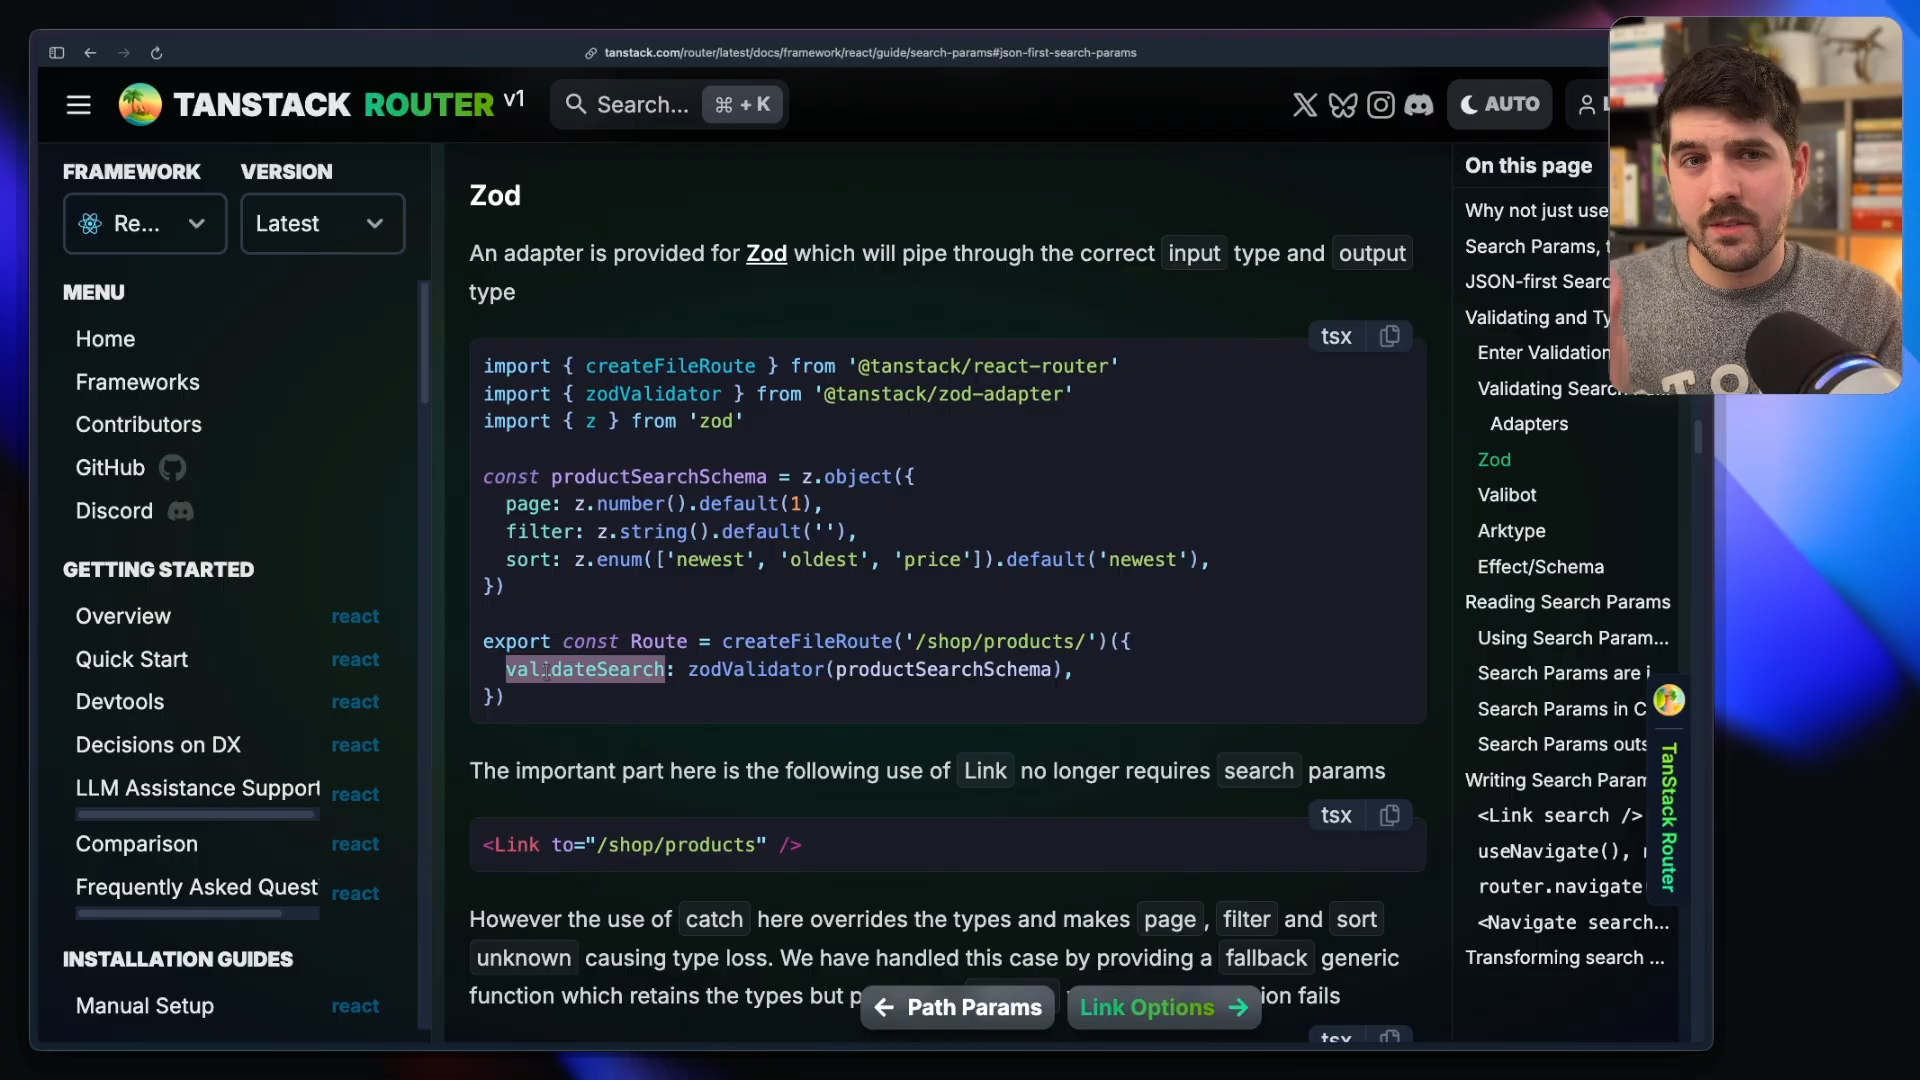 tanstack.com/router/latest/docs/framework/react/guide/search-params#json-first-search-params
TANSTACK ROUTER v1
Search...
⌘ + K
AUTO
FRAMEWORK
VERSION
Re...
Latest
MENU
Home
Frameworks
Contributors
GitHub
Discord
GETTING STARTED
Overview react
Quick Start react
Devtools react
Decisions on DX react
LLM Assistance Support react
Comparison react
Frequently Asked Questi react
INSTALLATION GUIDES
Manual Setup react
Zod
An adapter is provided for Zod which will pipe through the correct input type and output
type
tsx
import { createFileRoute } from '@tanstack/react-router'
import { zodValidator } from '@tanstack/zod-adapter'
import { z } from 'zod'
const productSearchSchema = z.object({
page: z.number().default(1),
filter: z.string().default(''),
sort: z.enum(['newest', 'oldest', 'price']).default('newest'),
})
export const Route = createFileRoute('/shop/products/')({
validateSearch: zodValidator(productSearchSchema),
})
The important part here is the following use of Link no longer requires search params
tsx
<Link to="/shop/products" />
However the use of catch here overrides the types and makes page, filter and sort
unknown causing type loss. We have handled this case by providing a fallback generic
function which retains the types but p ion fails
← Path Params
Link Options →
tsx
On this page
Why not just use
Search Params,
JSON-first Searc
Validating and Ty
Enter Validation
Validating Searc
Adapters
Zod
Valibot
Arktype
Effect/Schema
Reading Search Params
Using Search Param...
Search Params are i
Search Params in C
Search Params outs
Writing Search Param
<Link search />
useNavigate(),
router.navigate
<Navigate search...
Transforming search ...
TanStack Router